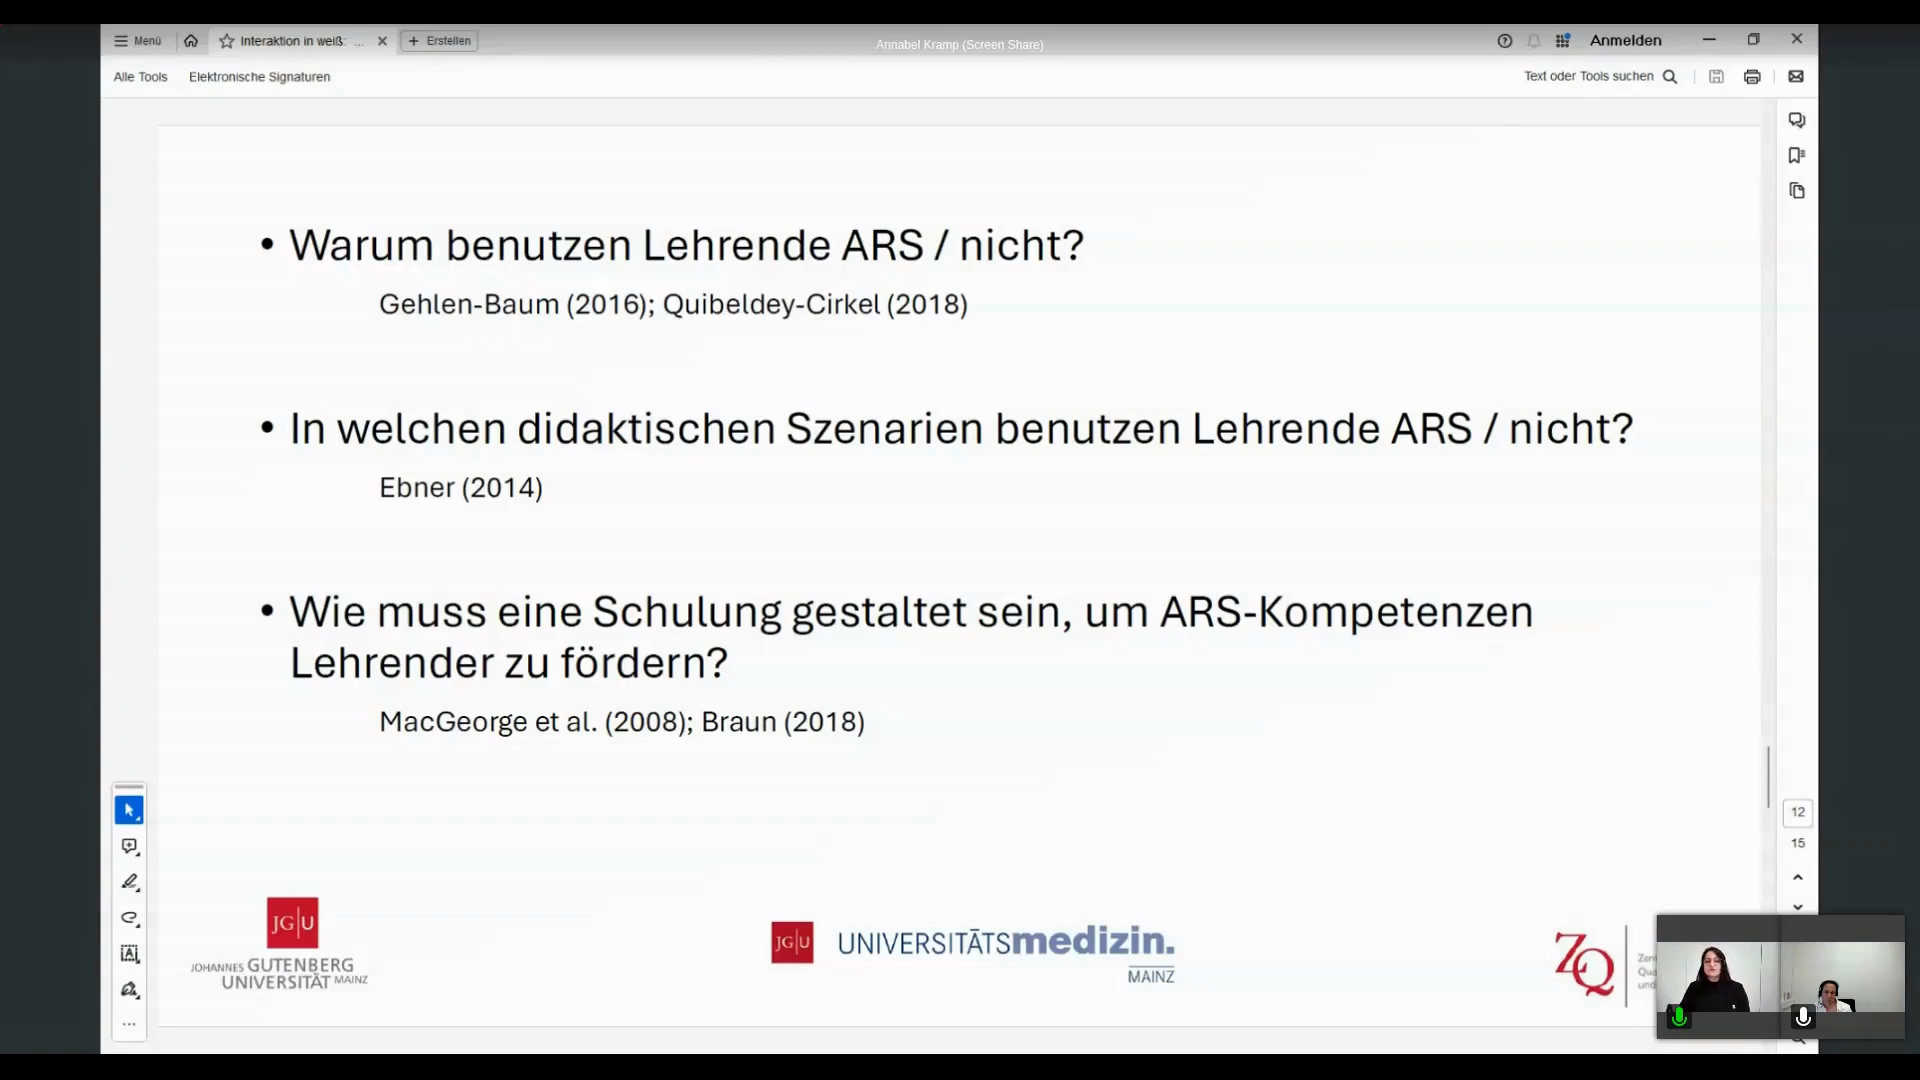 Menü
Interaktion in weiß: ...
Erstellen
Annabel Kramp (Screen Share)
Anmelden
Alle Tools
Elektronische Signaturen
Text oder Tools suchen
• Warum benutzen Lehrende ARS / nicht?
Gehlen-Baum (2016); Quibeldey-Cirkel (2018)
• In welchen didaktischen Szenarien benutzen Lehrende ARS / nicht?
Ebner (2014)
• Wie muss eine Schulung gestaltet sein, um ARS-Kompetenzen
Lehrender zu fördern?
MacGeorge et al. (2008); Braun (2018)
12
15
JG|U
JOHANNES GUTENBERG
UNIVERSITÄT MAINZ
JG|U
UNIVERSITÄTSmedizin.
MAINZ
ZQ